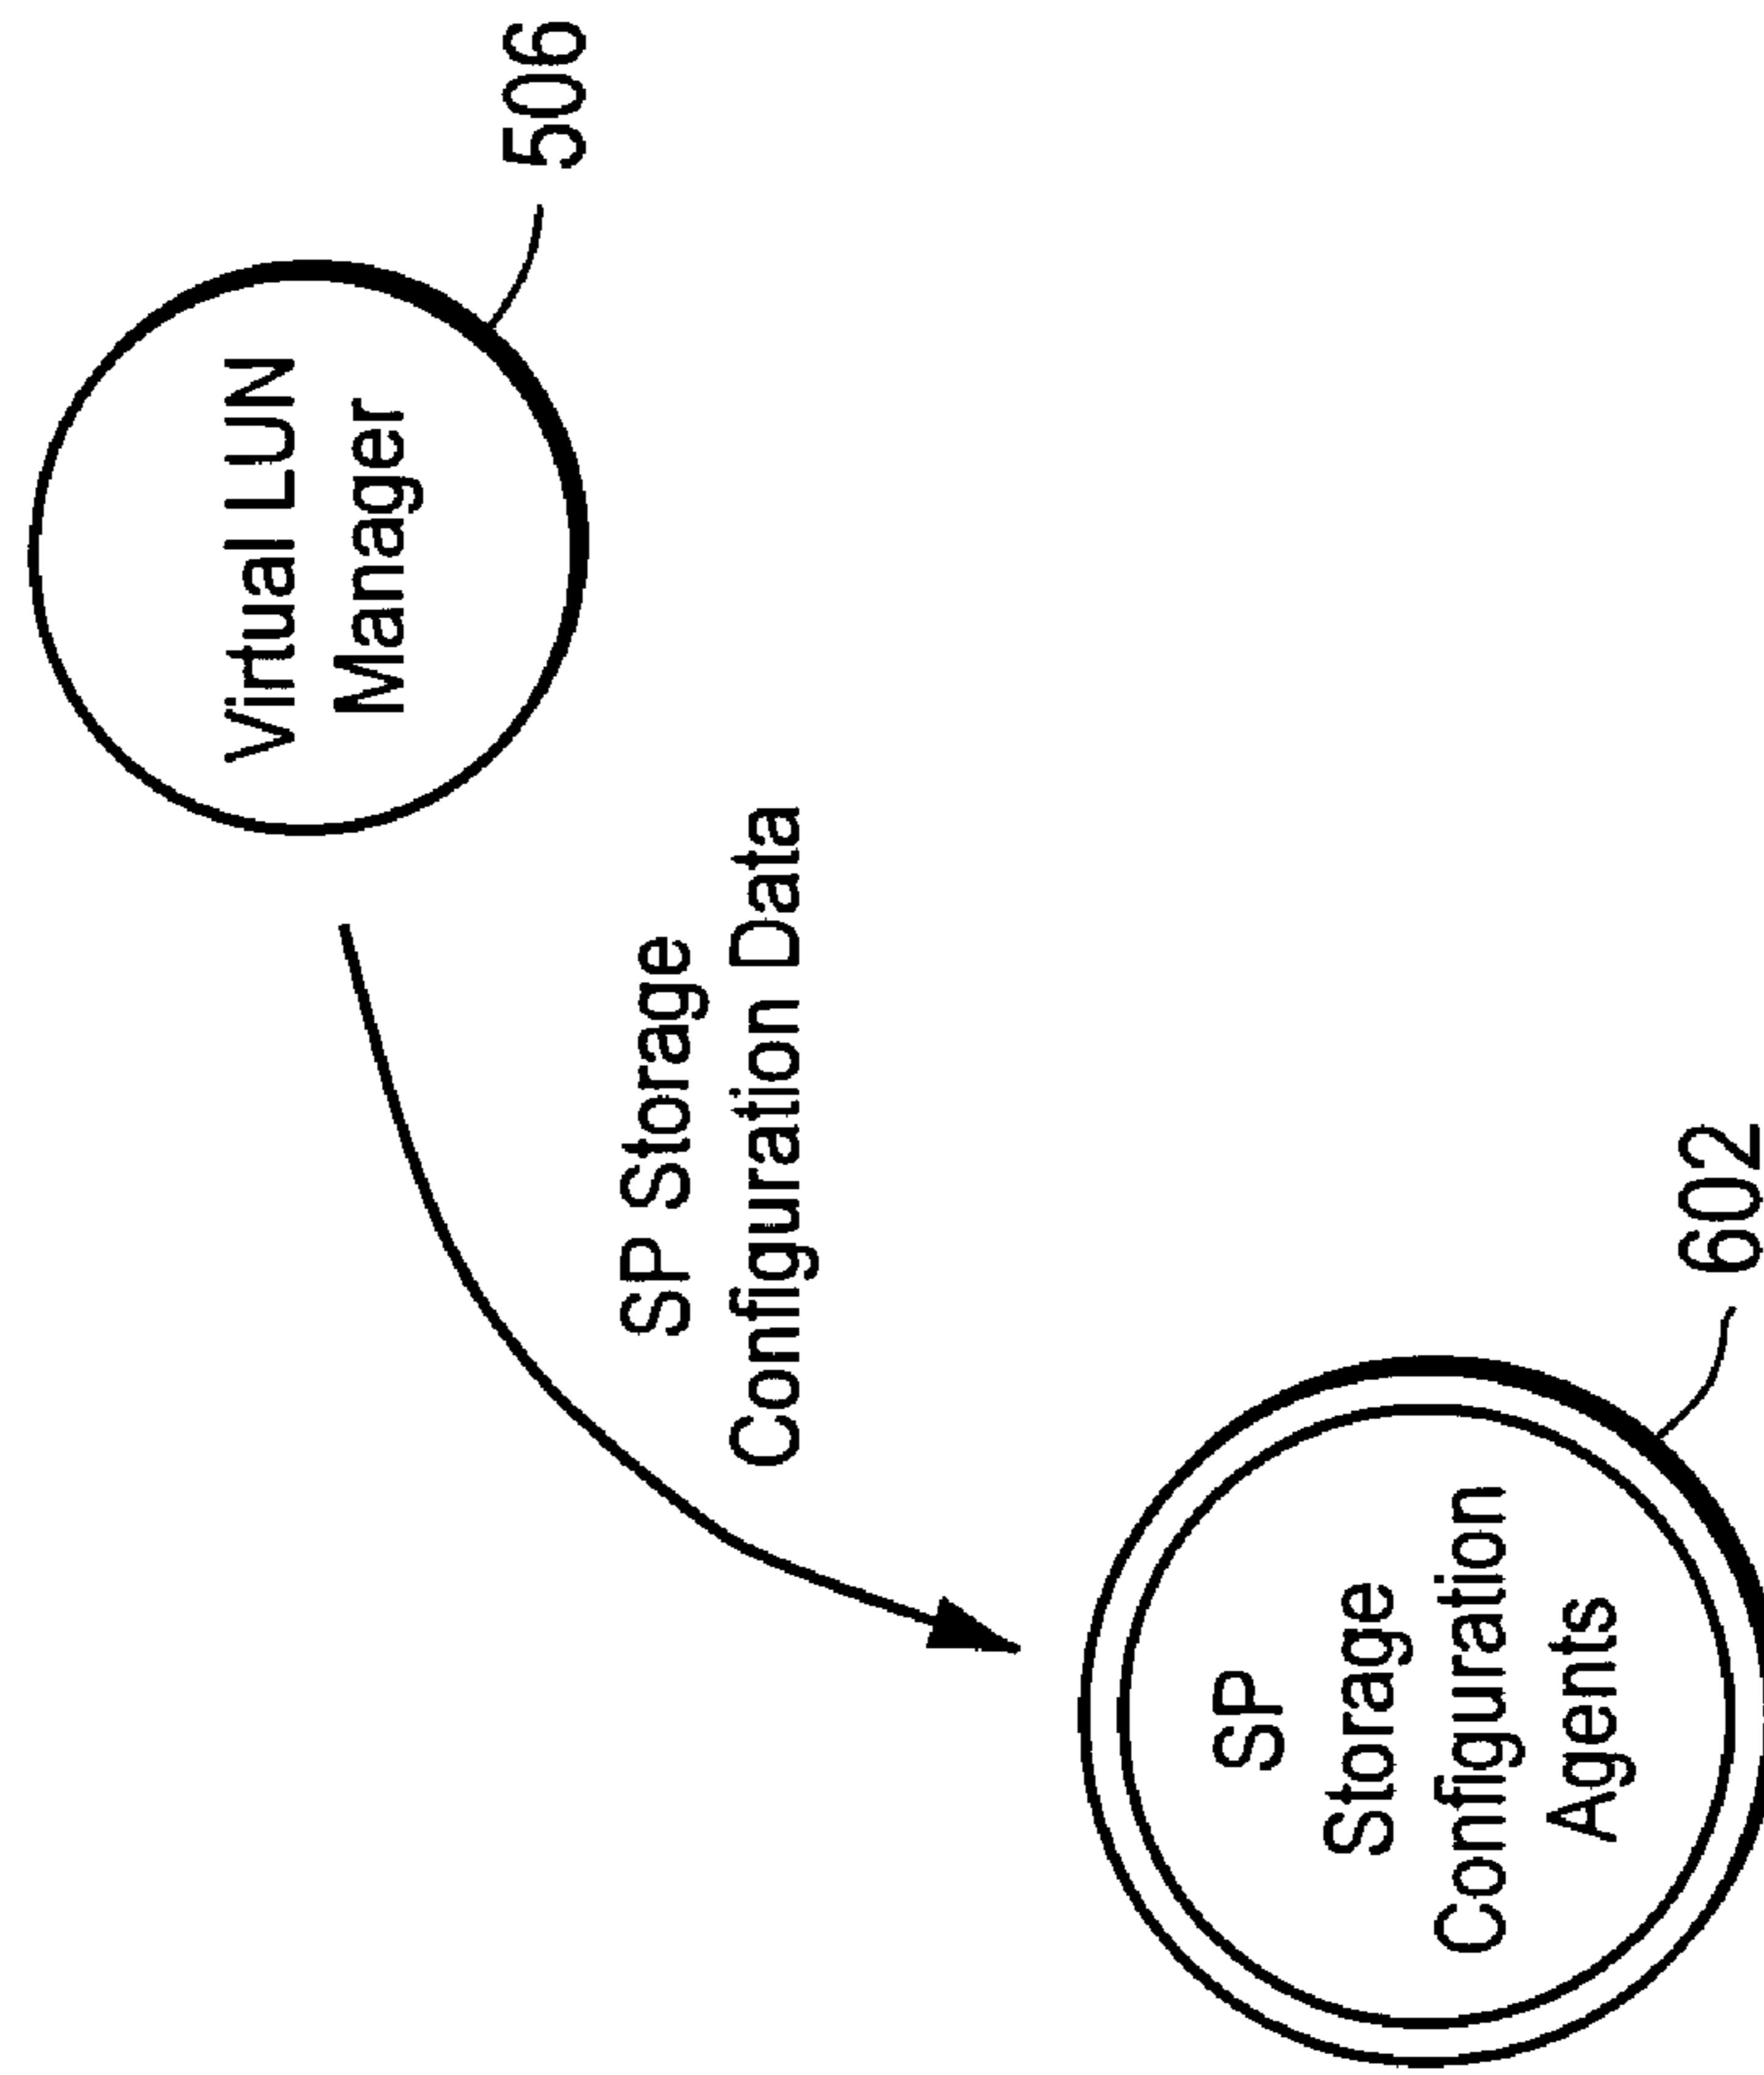 Virtual LUN
Manager
506
SP Storage
Configuration Data
SP
Storage
Configuration
Agents
602